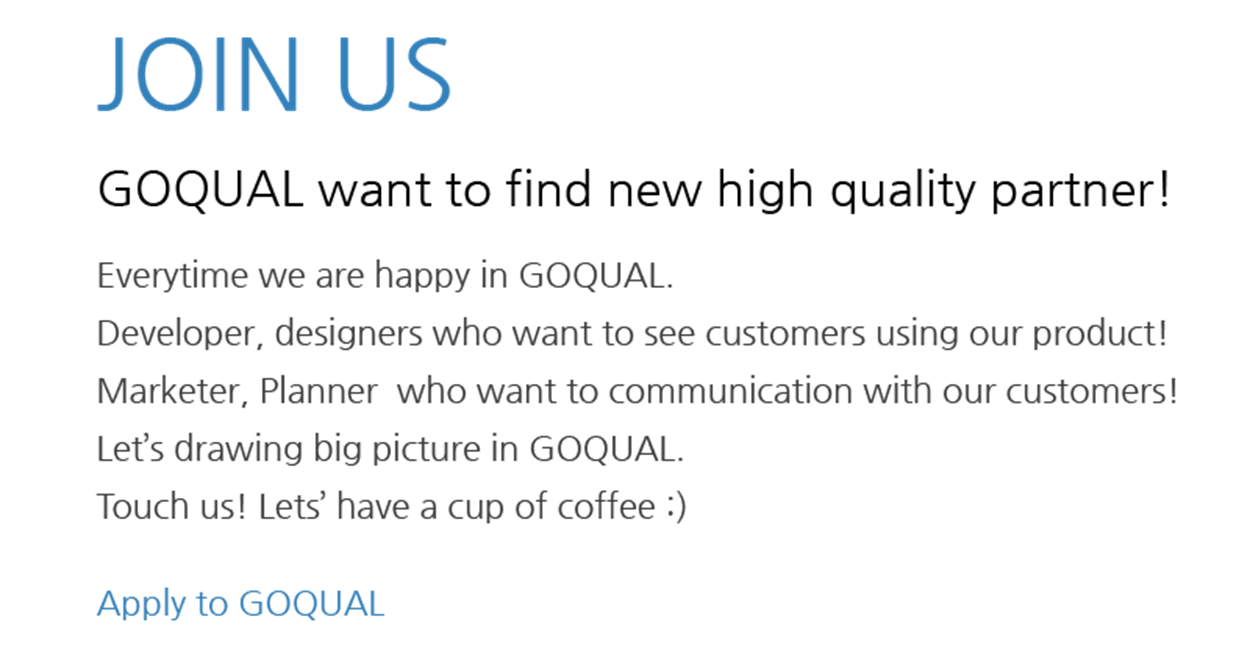 JOIN US
GOQUAL want to find new high quality partner!
Everytime we are happy in GOQUAL.
Developer, designers who want to see customers using our product!
Marketer, Planner  who want to communication with our customers!
Let’s drawing big picture in GOQUAL.
Touch us! Lets’ have a cup of coffee :)
Apply to GOQUAL